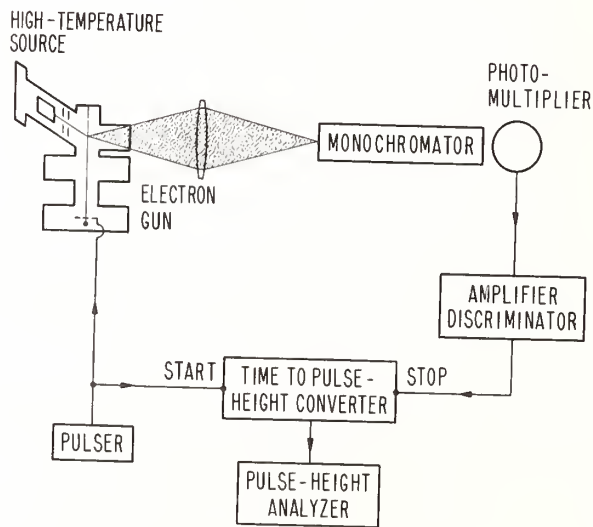 HIGH-TEMPERATURE
SOURCE
PHOTO-
MULTIPLIER
MONOCHROMATOR
ELECTRON
GUN
AMPLIFIER
DISCRIMINATOR
START
TIME TO PULSE-
HEIGHT CONVERTER
STOP
PULSER
PULSE-HEIGHT
ANALYZER